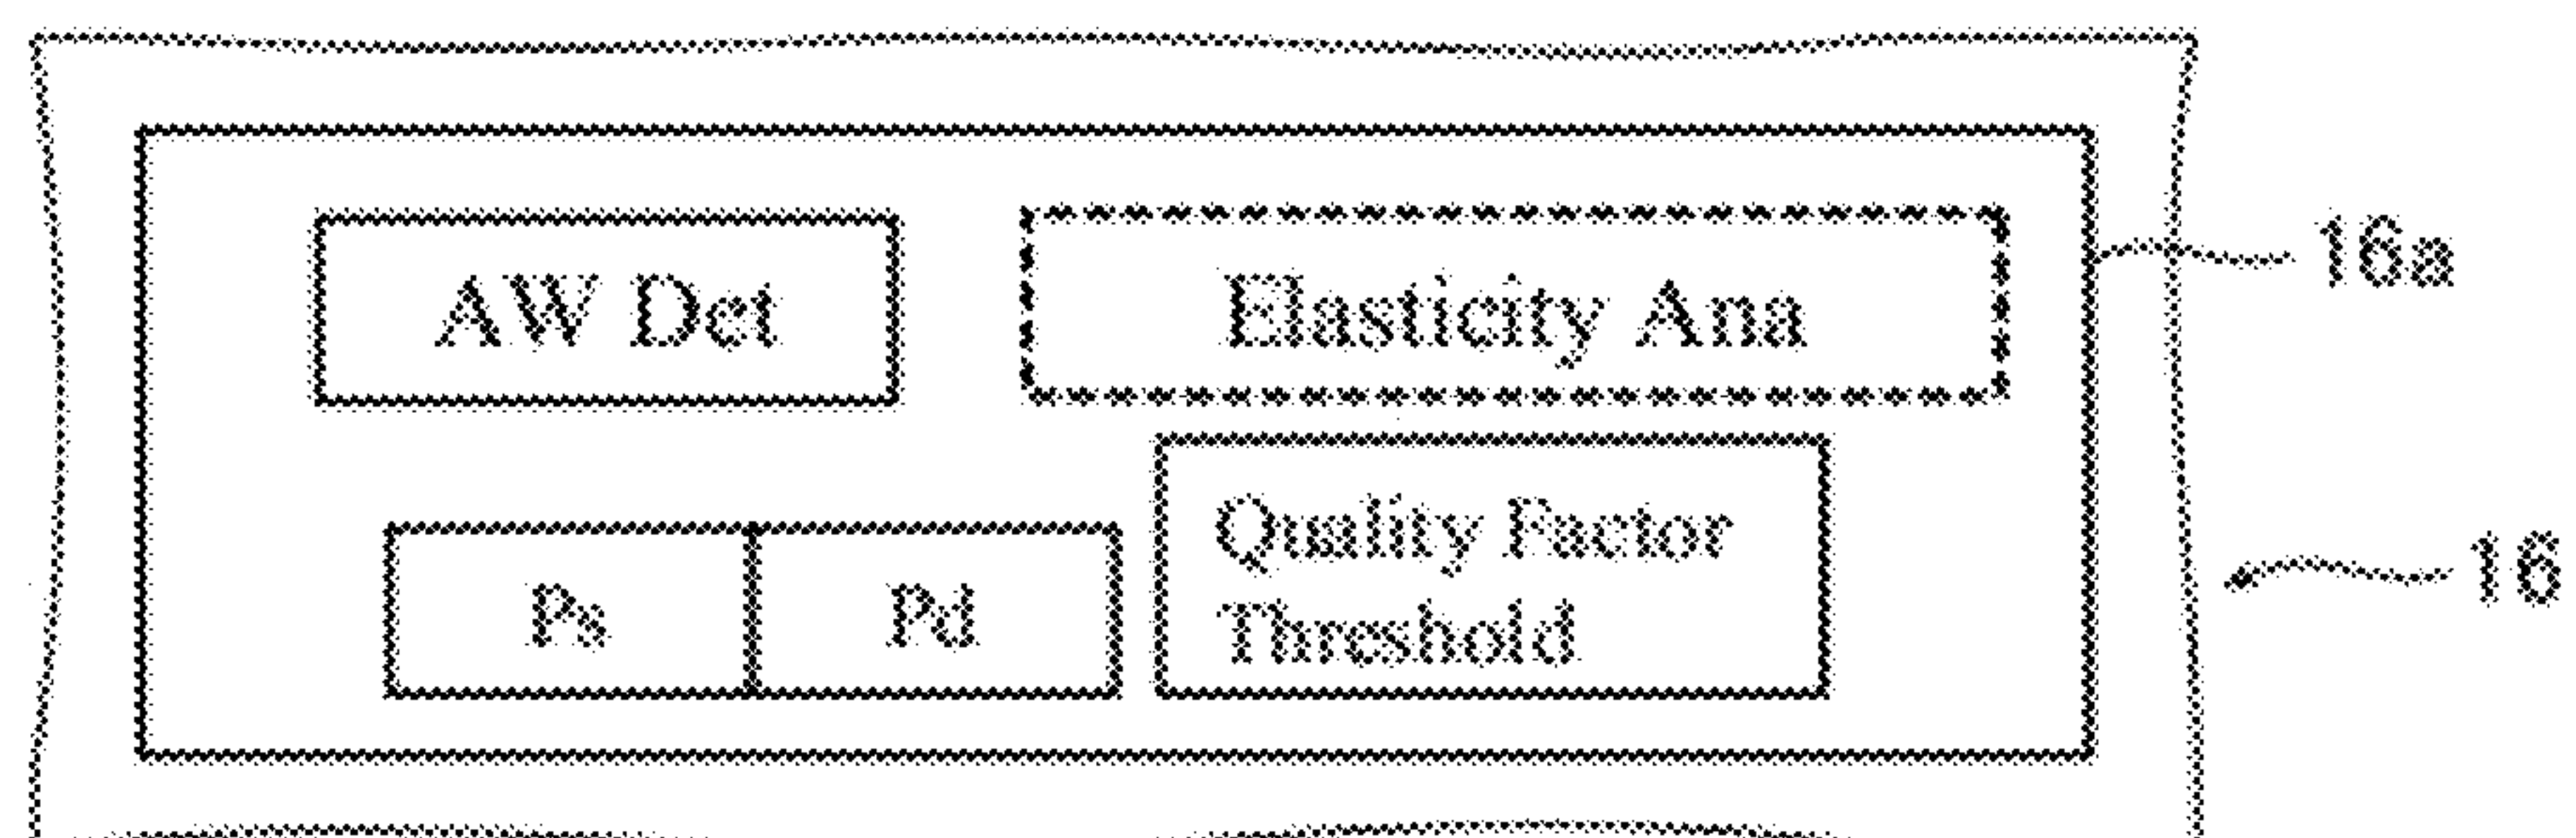 AW Det
Elasticity Ana
16a
Ps
Pd
Quality Factor
Threshold
16